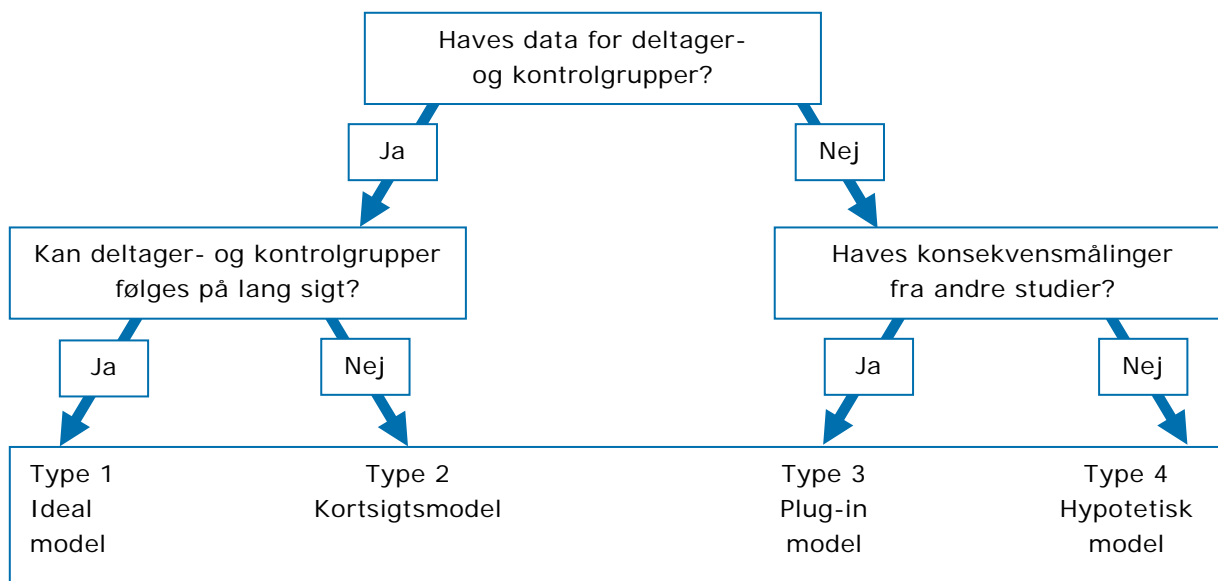 Haves data for deltager-
og kontrolgrupper?
Ja
Nej
Kan deltager- og kontrolgrupper
følges på lang sigt?
Haves konsekvensmålinger
fra andre studier?
Ja
Nej
Ja
Nej
Type 1
Ideal
model
Type 2
Kortsigtsmodel
Type 3
Plug-in
model
Type 4
Hypotetisk
model